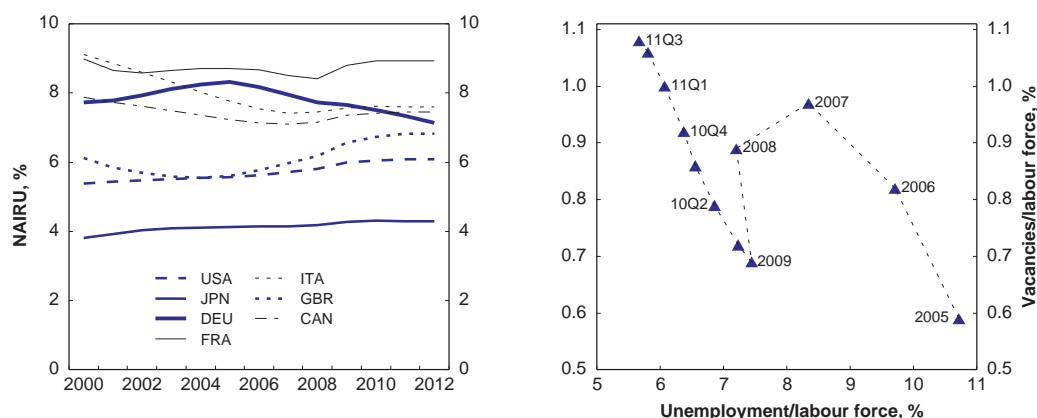 10
8
6
4
2
0
NAIRU, %
10
8
6
4
2
0
USA
JPN
DEU
FRA
ITA
GBR
CAN
2000 2002 2004 2006 2008 2010 2012
1.1
1.0
0.9
0.8
0.7
0.6
0.5
11Q3
11Q1
10Q4
10Q2
2007
2008
2006
2009
2005
1.1
1.0
0.9
0.8
0.7
0.6
0.5
Vacancies/labour force, %
5 6 7 8 9 10 11
Unemployment/labour force, %